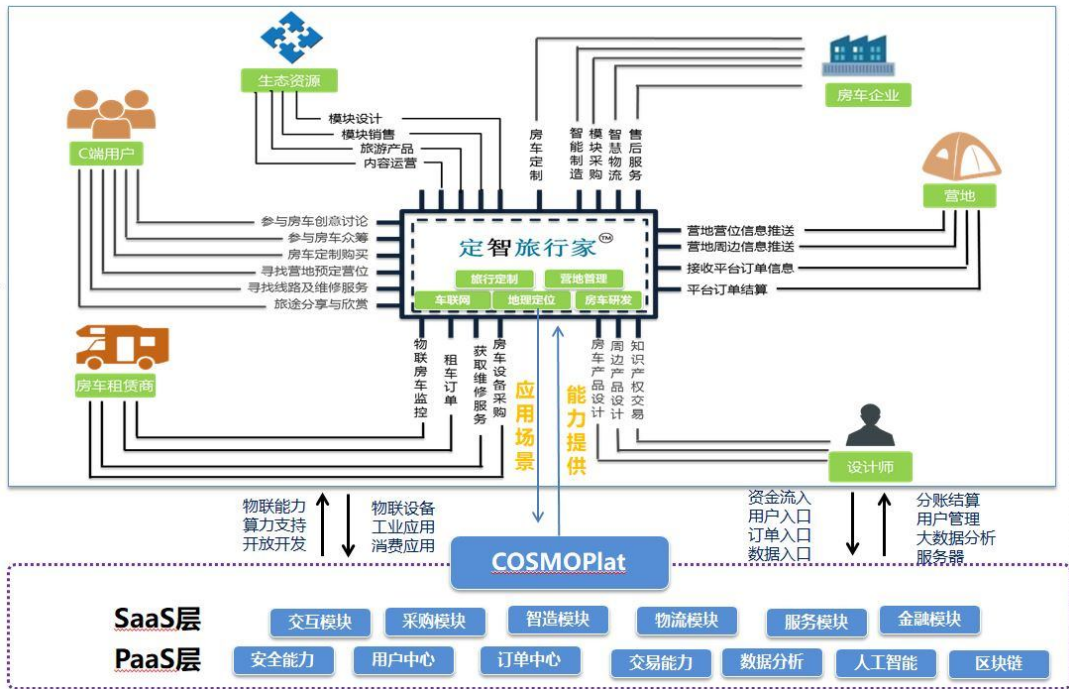 生态资源
模块设计
模块销售
旅游产品
内容运营
C端用户
参与房车创意讨论
参与房车众筹
房车定制购买
寻找营地预定营位
寻找线路及维修服务
旅途分享与欣赏
房车定制
智能制造
模块采购
智慧物流
售后服务
房车企业
营地
营地营位信息推送
营地周边信息推送
接收平台订单信息
平台订单结算
定智旅行家™
旅行定制
营地管理
车联网
地理定位
房车研发
房车租赁商
物联房车监控
租车订单
获取维修服务
房车设备采购
应用场景
能力提供
房车产品设计
周边产品设计
知识产权交易
设计师
物联能力
算力支持
开放开发
物联设备
工业应用
消费应用
资金流入
用户入口
订单入口
数据入口
分账结算
用户管理
大数据分析
服务器
COSMOPlat
SaaS层
交互模块
采购模块
智造模块
物流模块
服务模块
金融模块
PaaS层
安全能力
用户中心
订单中心
交易能力
数据分析
人工智能
区块链